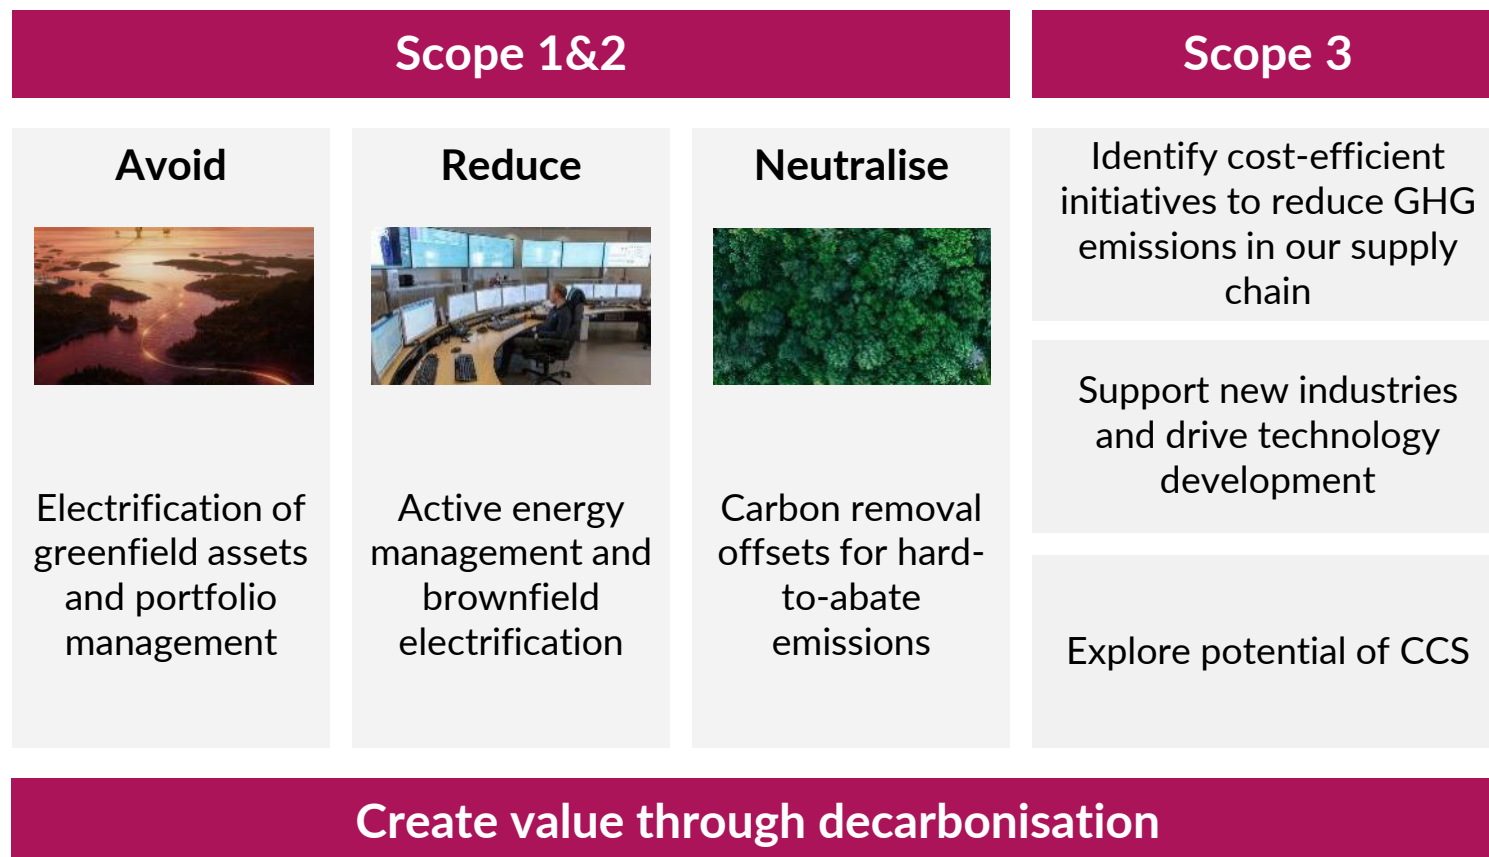 Scope 1&2
Scope 3
Avoid
Electrification of
greenfield assets
and portfolio
management
Reduce
Active energy
management and
brownfield
electrification
Neutralise
Carbon removal
offsets for hard-
to-abate
emissions
Identify cost-efficient
initiatives to reduce GHG
emissions in our supply
chain
Support new industries
and drive technology
development
Explore potential of CCS
Create value through decarbonisation